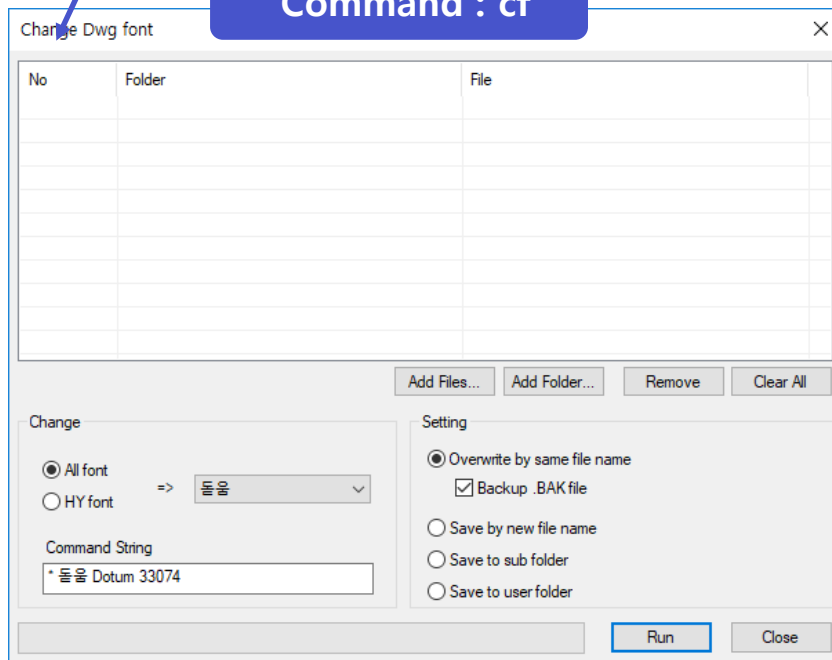 Command : cf
Change Dwg font
No Folder File
Add Files... Add Folder... Remove Clear All
Change
All font
HY font
=> 돋움
Command String
* 돋움 Dotum 33074
Setting
Overwrite by same file name
Backup .BAK file
Save by new file name
Save to sub folder
Save to user folder
Run Close